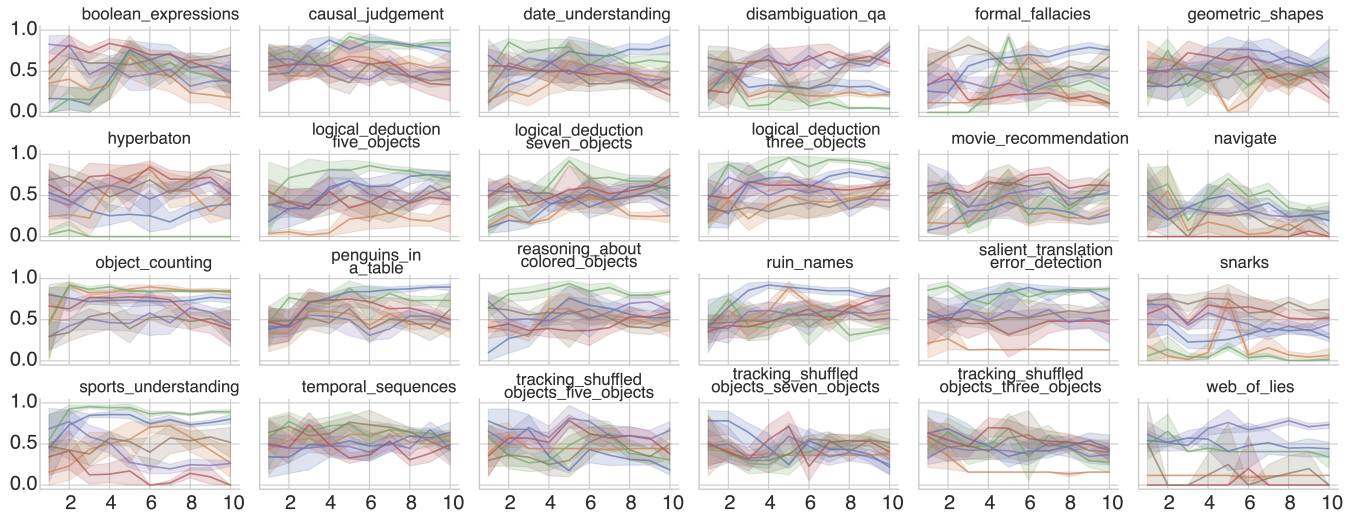 boolean_expressions causal_judgement date_understanding disambiguation_qa formal_fallacies geometric_shapes
1.0
0.5
0.0
hyperbaton logical_deduction five_objects logical_deduction seven_objects logical_deduction three_objects movie_recommendation navigate
1.0
0.5
0.0
object_counting penguins_in a_table reasoning_about colored_objects ruin_names salient_translation error_detection snarks
1.0
0.5
0.0
sports_understanding temporal_sequences tracking_shuffled objects_five_objects tracking_shuffled objects_seven_objects tracking_shuffled objects_three_objects web_of_lies
1.0
0.5
0.0
2 4 6 8 10 2 4 6 8 10 2 4 6 8 10 2 4 6 8 10 2 4 6 8 10 2 4 6 8 10